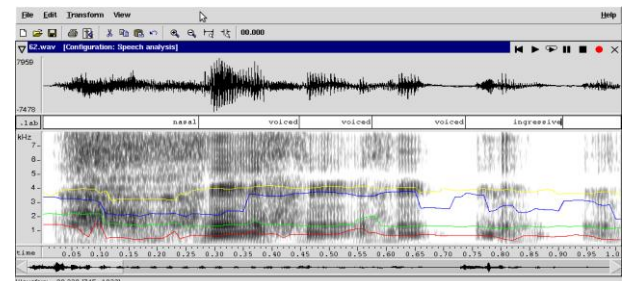 File Edit Transform View Help
00.000
62.wav [Configuration: Speech analysis]
7959
-7478
.lab nasal voiced voiced voiced ingressive
kHz
7-
6-
5-
4-
3-
2-
1-
time 0.05 0.10 0.15 0.20 0.25 0.30 0.35 0.40 0.45 0.50 0.55 0.60 0.65 0.70 0.75 0.80 0.85 0.90 0.95 1.0